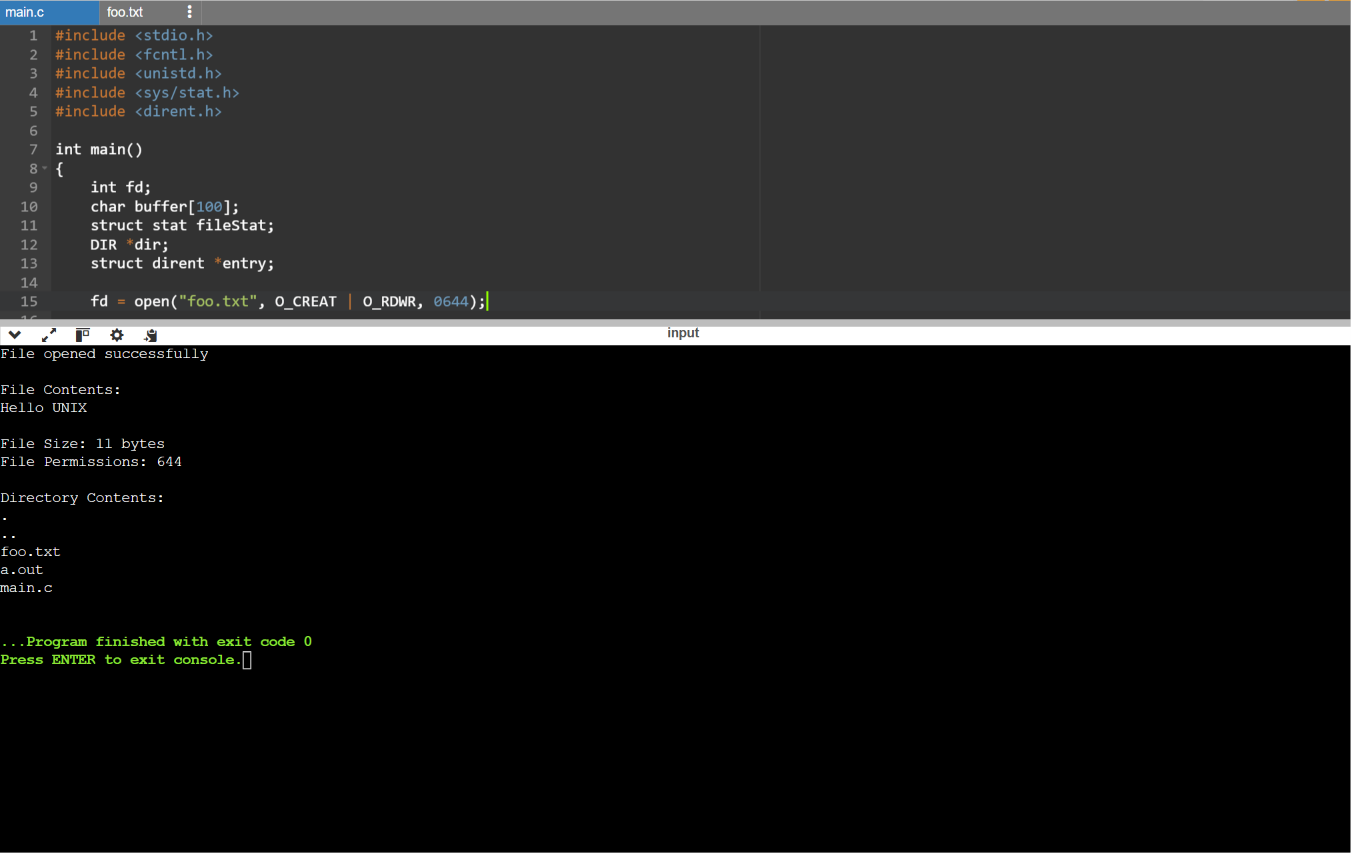 main.c foo.txt
1 #include <stdio.h>
2 #include <fcntl.h>
3 #include <unistd.h>
4 #include <sys/stat.h>
5 #include <dirent.h>
6
7 int main()
8 {
9 int fd;
10 char buffer[100];
11 struct stat fileStat;
12 DIR *dir;
13 struct dirent *entry;
14
15 fd = open("foo.txt", O_CREAT | O_RDWR, 0644);
input
File opened successfully
File Contents:
Hello UNIX
File Size: 11 bytes
File Permissions: 644
Directory Contents:
.
..
foo.txt
a.out
main.c
...Program finished with exit code 0
Press ENTER to exit console.